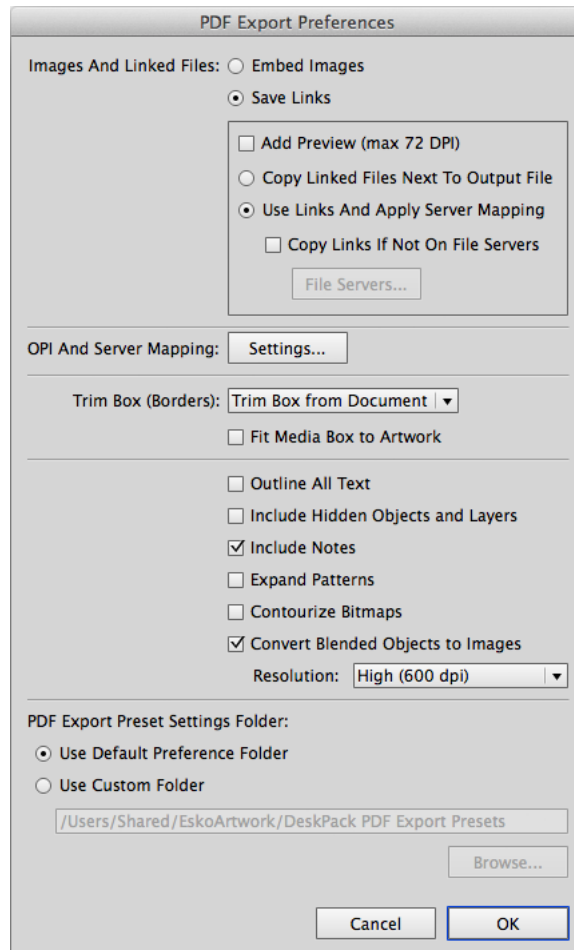 PDF Export Preferences
Images And Linked Files: Embed Images
Save Links
Add Preview (max 72 DPI)
Copy Linked Files Next To Output File
Use Links And Apply Server Mapping
Copy Links If Not On File Servers
File Servers...
OPI And Server Mapping: Settings...
Trim Box (Borders): Trim Box from Document
Fit Media Box to Artwork
Outline All Text
Include Hidden Objects and Layers
Include Notes
Expand Patterns
Contourize Bitmaps
Convert Blended Objects to Images
Resolution: High (600 dpi)
PDF Export Preset Settings Folder:
Use Default Preference Folder
Use Custom Folder
/Users/Shared/EskoArtwork/DeskPack PDF Export Presets
Browse...
Cancel OK